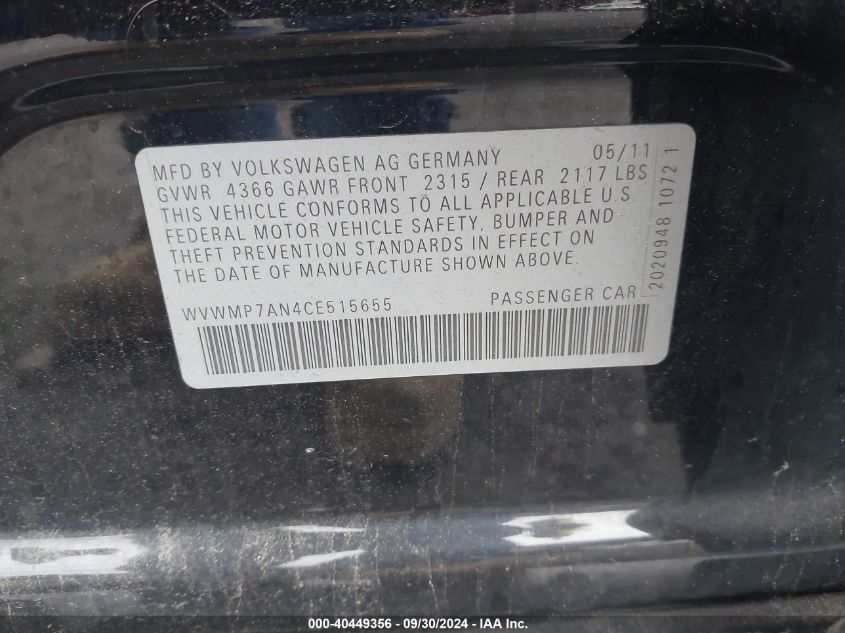 MFD BY VOLKSWAGEN AG GERMANY 05/11
GVWR 4366 GAWR FRONT 2315 / REAR 2117 LBS
THIS VEHICLE CONFORMS TO ALL APPLICABLE U.S
FEDERAL MOTOR VEHICLE SAFETY, BUMPER AND
THEFT PREVENTION STANDARDS IN EFFECT ON
THE DATE OF MANUFACTURE SHOWN ABOVE.
WVWMP7AN4CE515655 PASSENGER CAR
2020948 1072 1
000-40449356 - 09/30/2024 - IAA Inc.